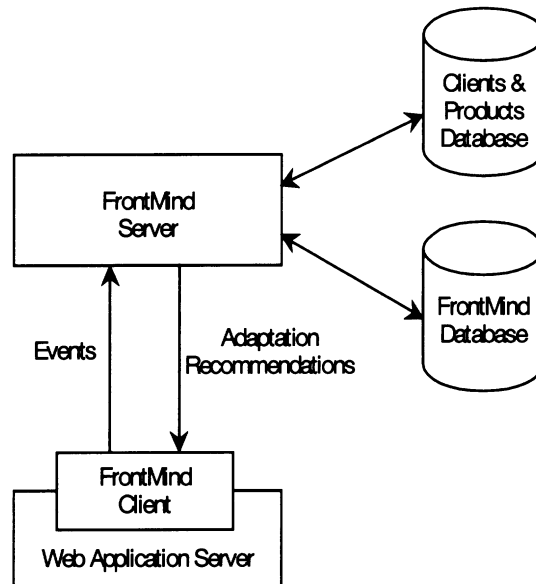 Clients &
Products
Database
FrontMind
Server
FrontMind
Database
Events
Adaptation
Recommendations
FrontMind
Client
Web Application Server